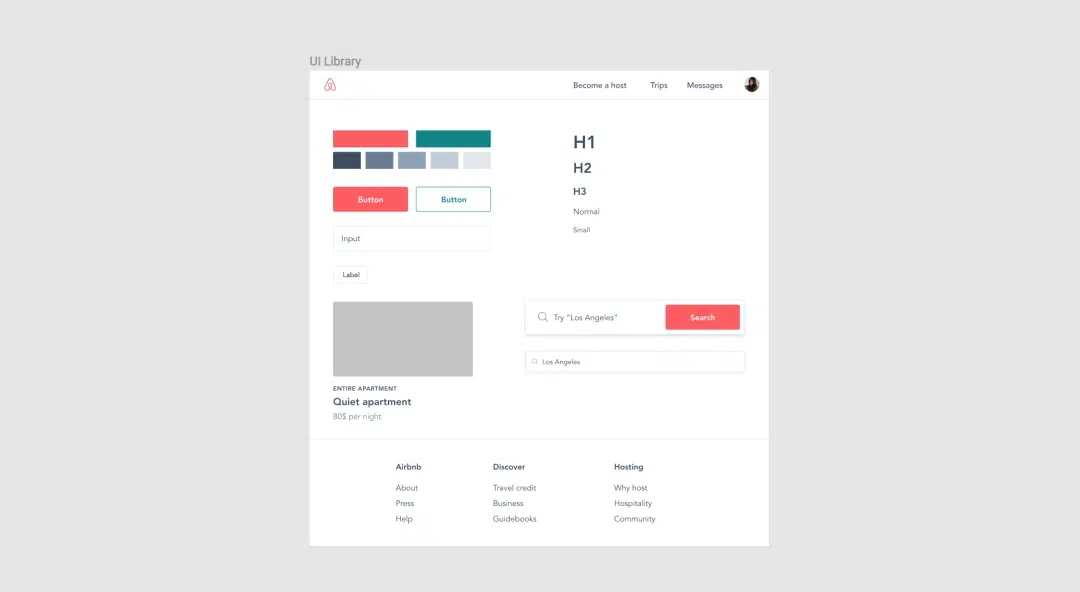 UI Library
Become a host Trips Messages
H1
H2
H3
Normal
Small
Button Button
Input
Label
Try “Los Angeles” Search
Los Angeles
ENTIRE APARTMENT
Quiet apartment
80$ per night
Airbnb Discover Hosting
About Travel credit Why host
Press Business Hospitality
Help Guidebooks Community